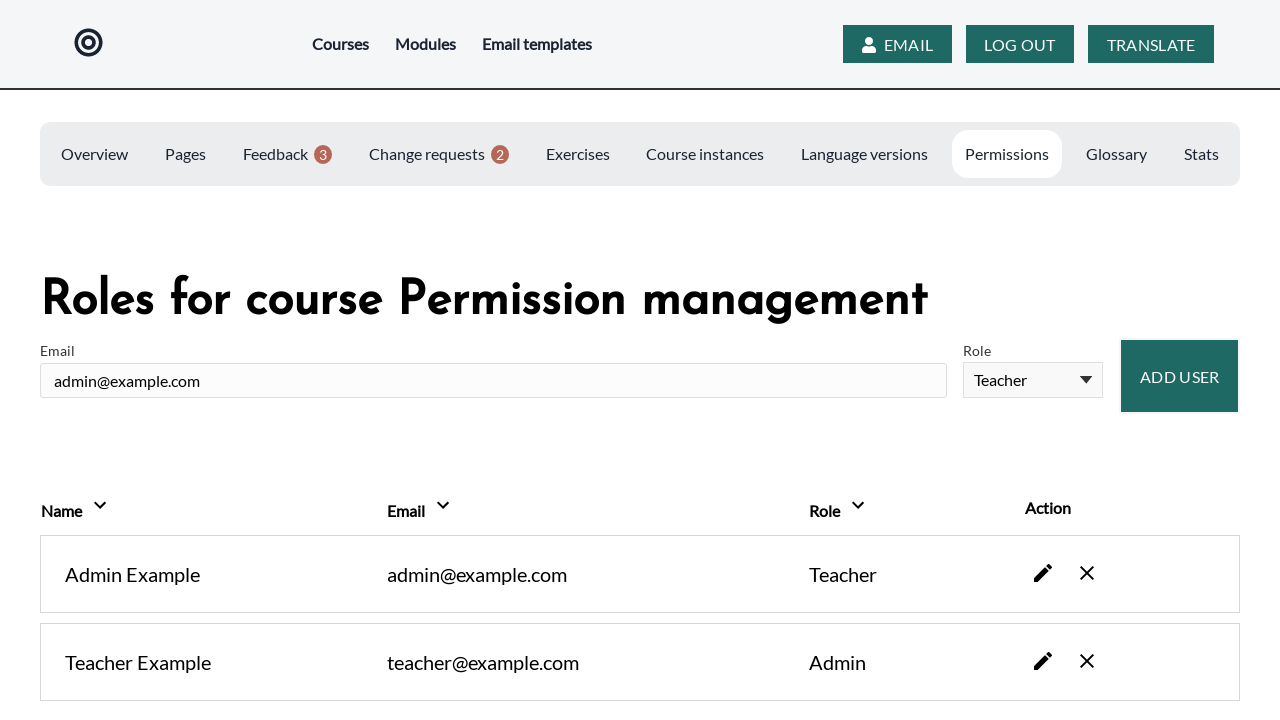 Courses Modules Email templates EMAIL LOG OUT TRANSLATE
Overview Pages Feedback 3 Change requests 2 Exercises Course instances Language versions Permissions Glossary Stats
Roles for course Permission management
Email Role
admin@example.com Teacher ADD USER
Name Email Role Action
Admin Example admin@example.com Teacher
Teacher Example teacher@example.com Admin